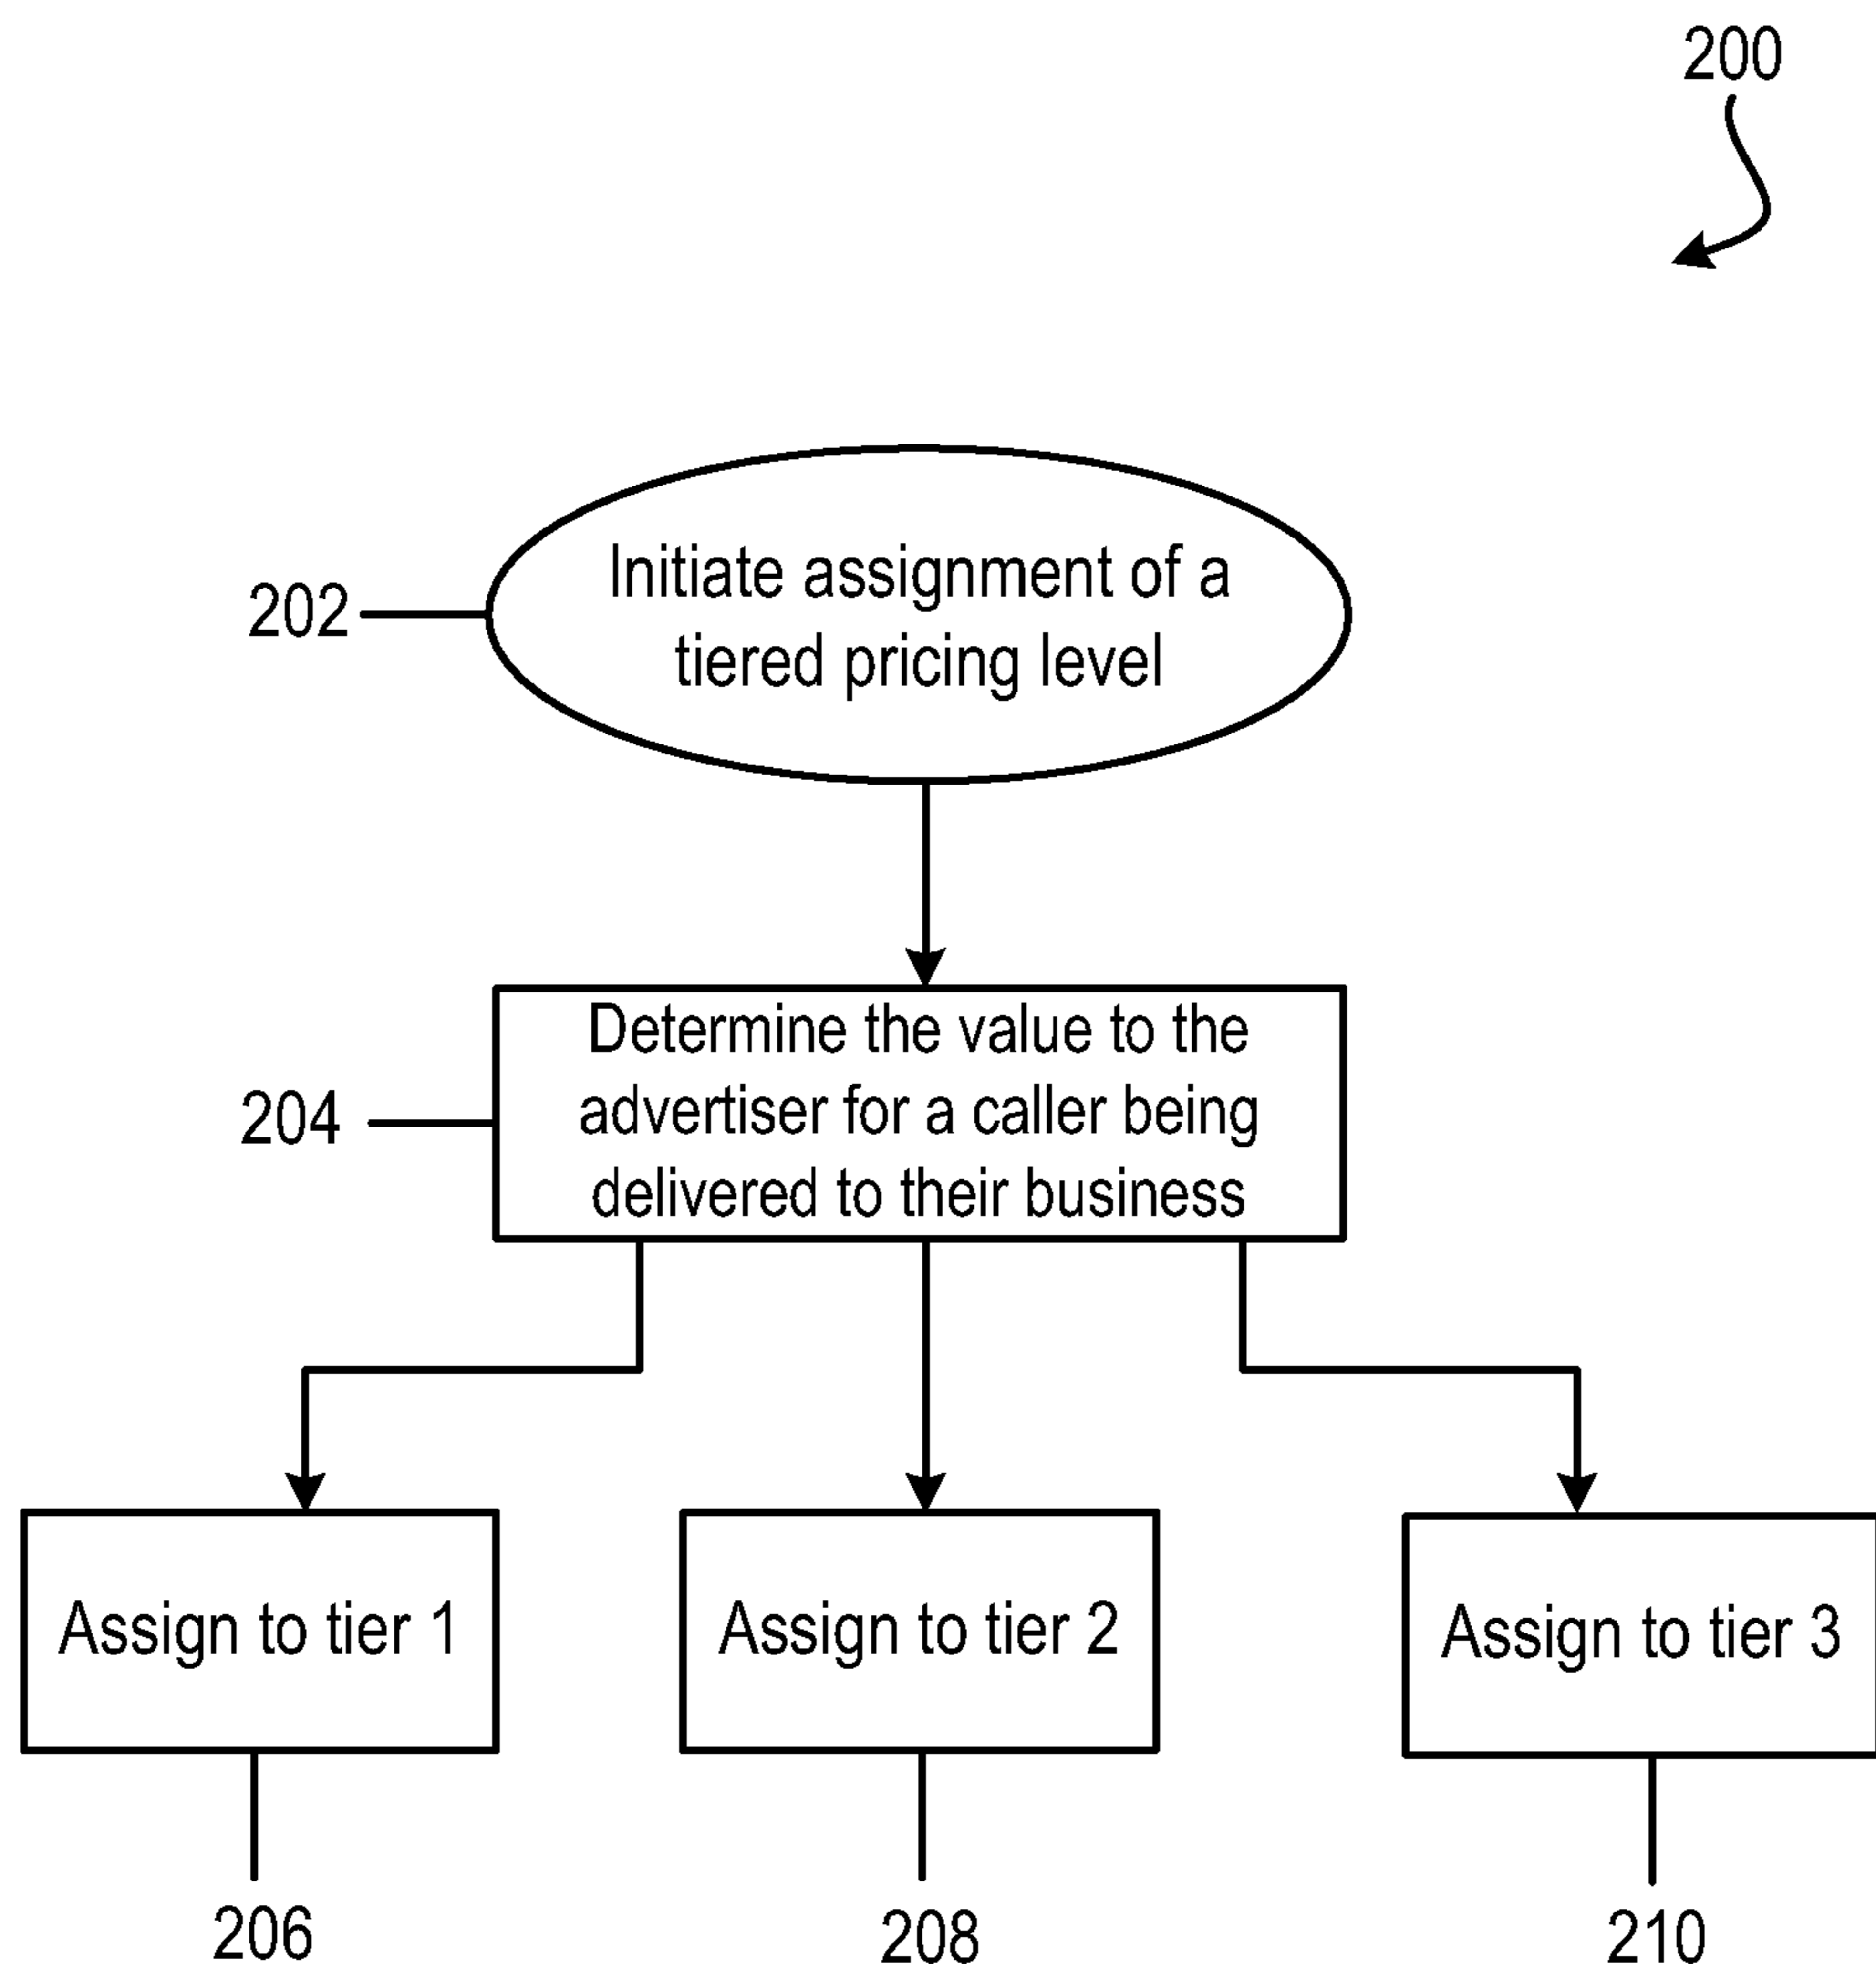 200
202
Initiate assignment of a
tiered pricing level
204
Determine the value to the
advertiser for a caller being
delivered to their business
Assign to tier 1
Assign to tier 2
Assign to tier 3
206
208
210